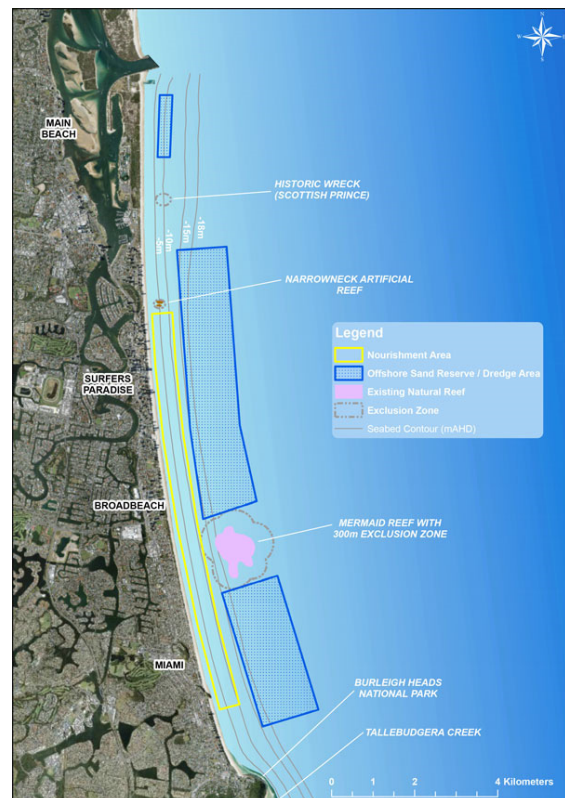 N
W
E
S
MAIN
BEACH
HISTORIC WRECK
(SCOTTISH PRINCE)
-5m
-10m
-15m
-18m
NARROWNECK ARTIFICIAL
REEF
Legend
Nourishment Area
Offshore Sand Reserve / Dredge Area
Existing Natural Reef
Exclusion Zone
Seabed Contour (mAHD)
SURFERS
PARADISE
BROADBEACH
MERMAID REEF WITH
300m EXCLUSION ZONE
MIAMI
BURLEIGH HEADS
NATIONAL PARK
TALLEBUDGERA CREEK
0 1 2 4 Kilometers